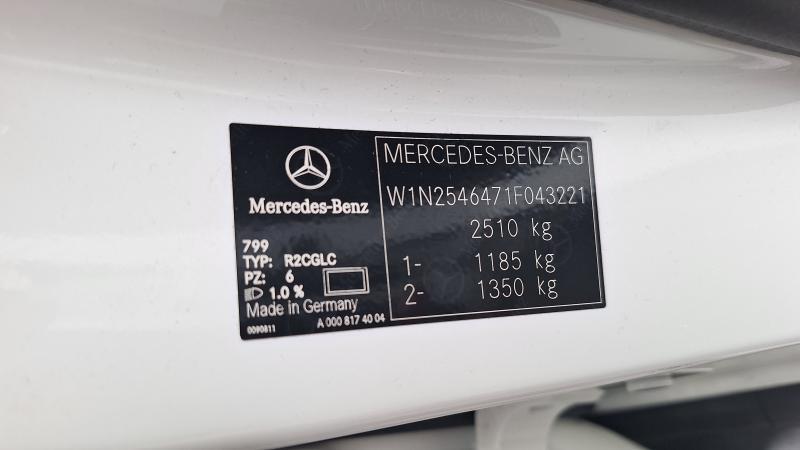 Mercedes-Benz
799
TYP: R2CGLC
PZ: 6
1.0 %
Made in Germany
0090811 A 000 817 40 04
MERCEDES-BENZ AG
W1N2546471F043221
2510 kg
1- 1185 kg
2- 1350 kg